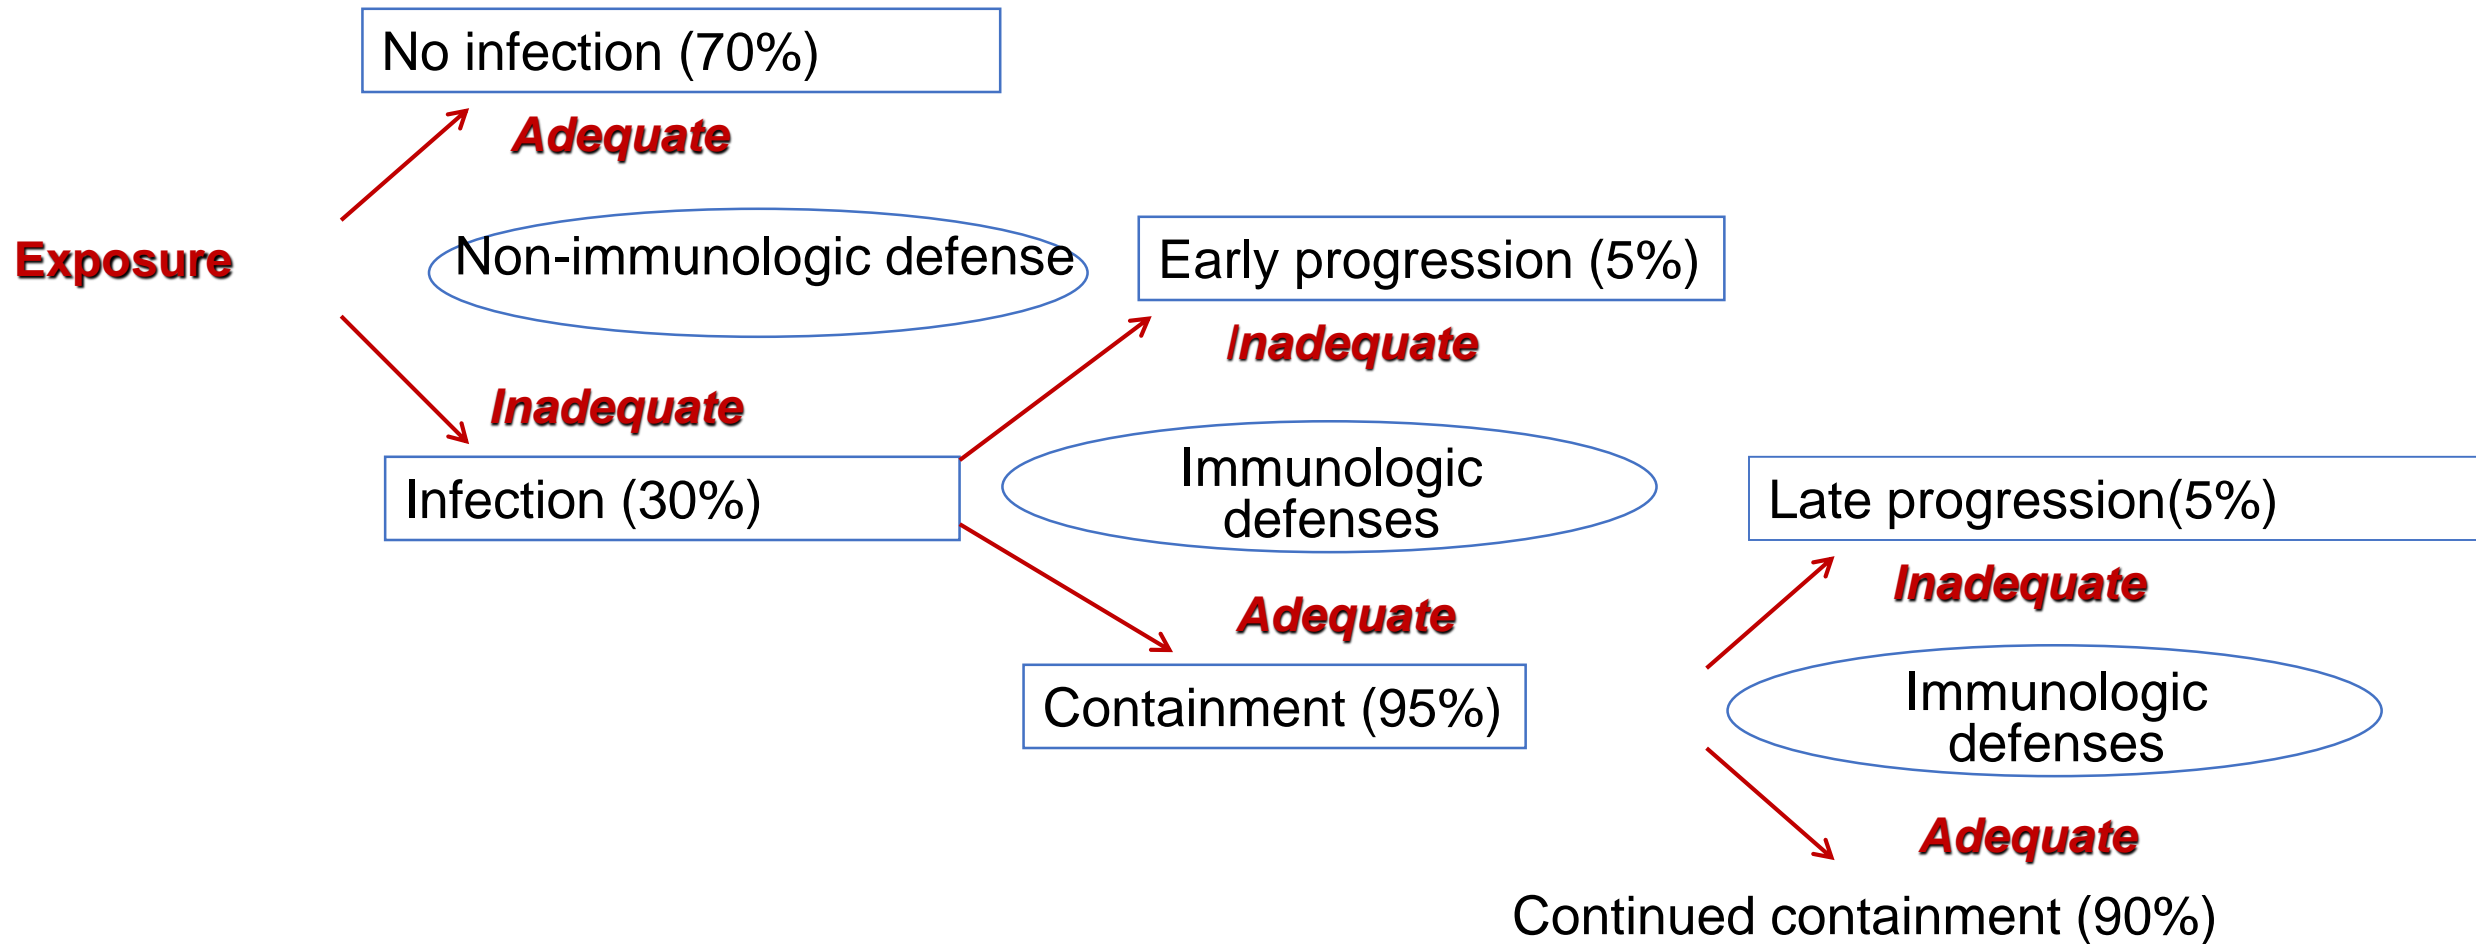 No infection (70%)
Adequate
Exposure
Non-immunologic defense
Early progression (5%)
Inadequate
Inadequate
Infection (30%)
Immunologic
defenses
Late progression(5%)
Inadequate
Adequate
Containment (95%)
Immunologic
defenses
Adequate
Continued containment (90%)